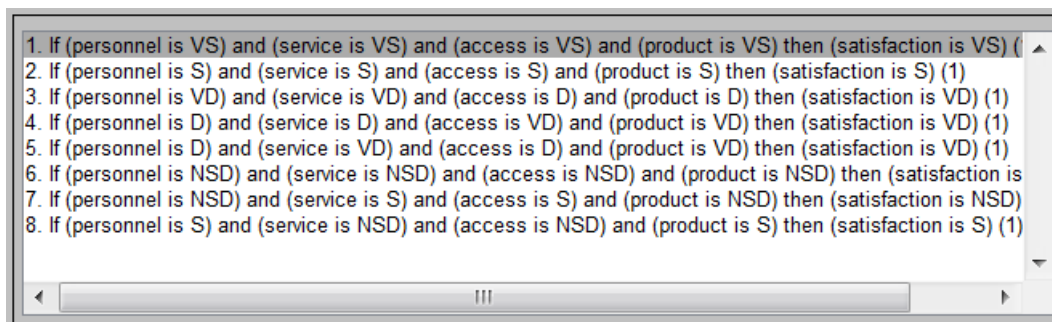 1. If (personnel is VS) and (service is VS) and (access is VS) and (product is VS) then (satisfaction is VS) (
2. If (personnel is S) and (service is S) and (access is S) and (product is S) then (satisfaction is S) (1)
3. If (personnel is VD) and (service is VD) and (access is D) and (product is D) then (satisfaction is VD) (1)
4. If (personnel is D) and (service is D) and (access is VD) and (product is VD) then (satisfaction is VD) (1)
5. If (personnel is D) and (service is VD) and (access is D) and (product is VD) then (satisfaction is VD) (1)
6. If (personnel is NSD) and (service is NSD) and (access is NSD) and (product is NSD) then (satisfaction is
7. If (personnel is NSD) and (service is S) and (access is S) and (product is NSD) then (satisfaction is NSD)
8. If (personnel is S) and (service is NSD) and (access is NSD) and (product is S) then (satisfaction is S) (1)